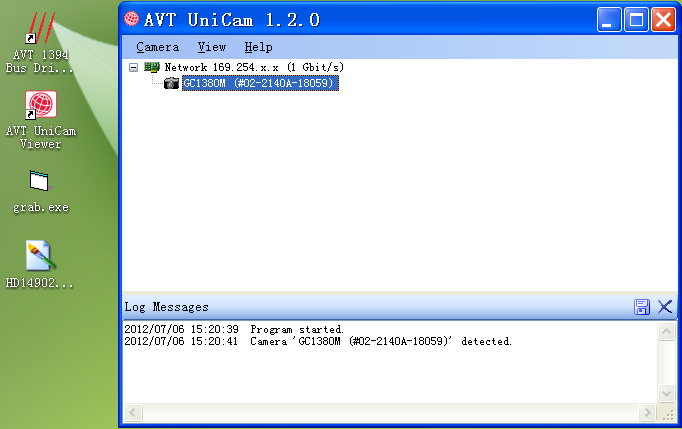 AVT 1394
Bus Dri...
AVT UniCam
Viewer
grab.exe
HD14902...
AVT UniCam 1.2.0
Camera View Help
Network 169.254.x.x (1 Gbit/s)
GC1380M (#02-2140A-18059)
Log Messages
2012/07/06 15:20:39 Program started.
2012/07/06 15:20:41 Camera 'GC1380M (#02-2140A-18059)' detected.